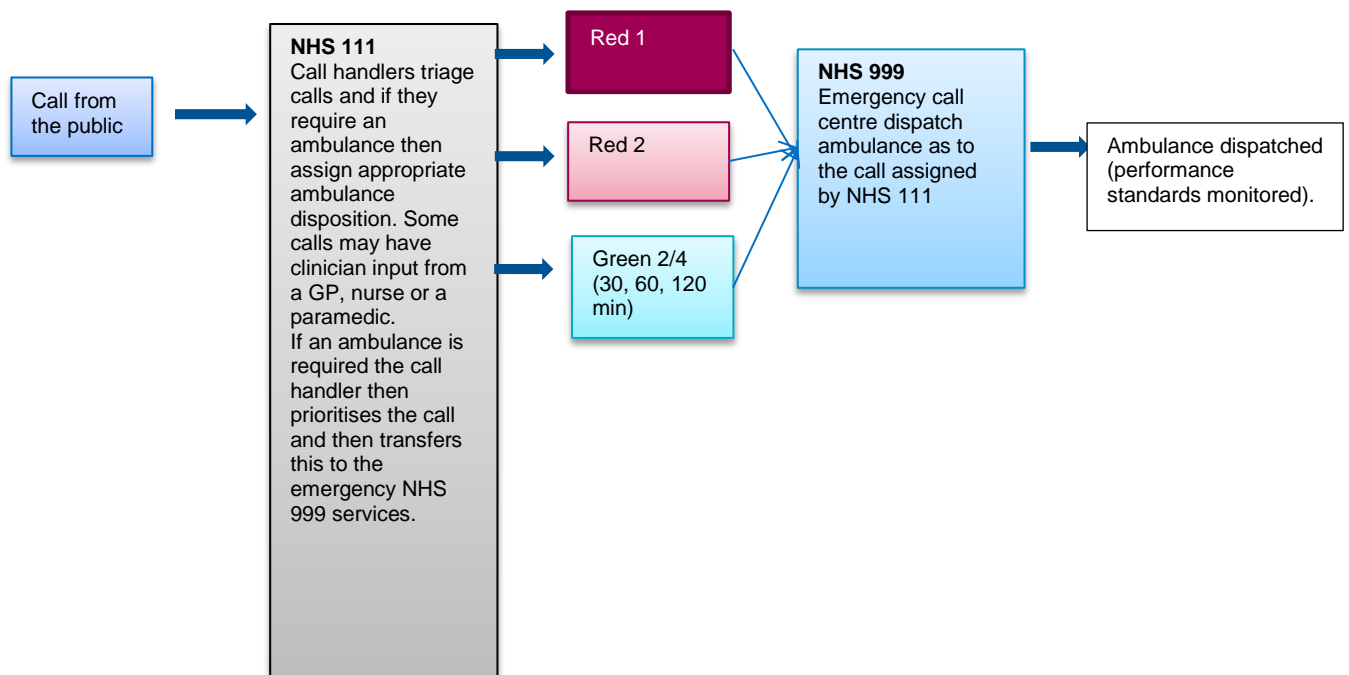 Call from
the public
NHS 111
Call handlers triage
calls and if they
require an
ambulance then
assign appropriate
ambulance
disposition. Some
calls may have
clinician input from
a GP, nurse or a
paramedic.
If an ambulance is
required the call
handler then
prioritises the call
and then transfers
this to the
emergency NHS
999 services.
Red 1
Red 2
Green 2/4
(30, 60, 120
min)
NHS 999
Emergency call
centre dispatch
ambulance as to
the call assigned
by NHS 111
Ambulance dispatched
(performance
standards monitored).